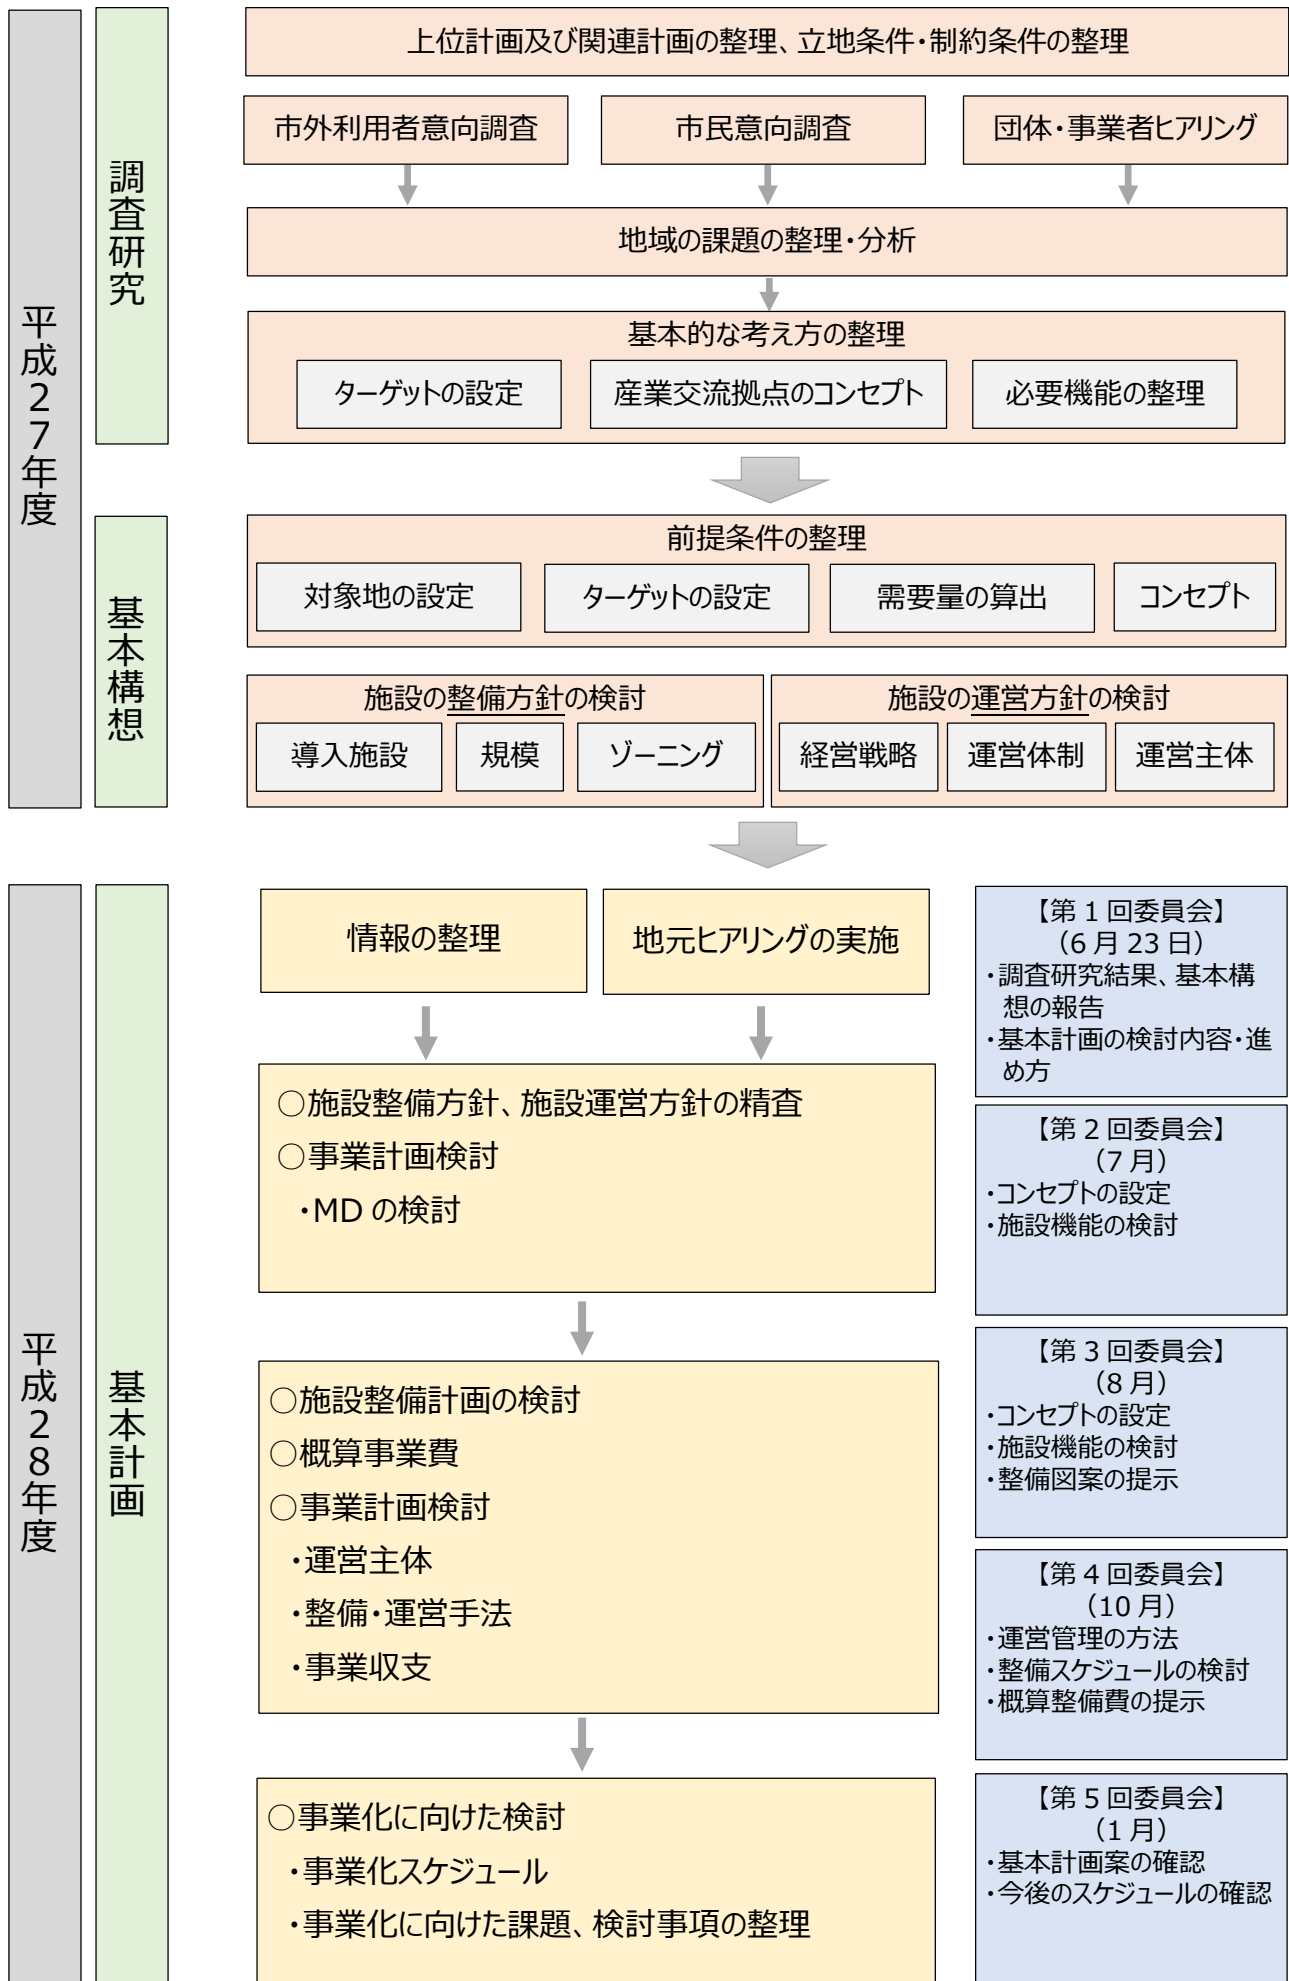 平成27年度
調査研究
上位計画及び関連計画の整理、立地条件・制約条件の整理
市外利用者意向調査
市民意向調査
団体・事業者ヒアリング
地域の課題の整理・分析
基本的な考え方の整理
ターゲットの設定
産業交流拠点のコンセプト
必要機能の整理
基本構想
前提条件の整理
対象地の設定
ターゲットの設定
需要量の算出
コンセプト
施設の整備方針の検討
導入施設
規模
ゾーニング
施設の運営方針の検討
経営戦略
運営体制
運営主体
平成28年度
基本計画
情報の整理
地元ヒアリングの実施
○施設整備方針、施設運営方針の精査
○事業計画検討
・MD の検討
○施設整備計画の検討
○概算事業費
○事業計画検討
・運営主体
・整備・運営手法
・事業収支
○事業化に向けた検討
・事業化スケジュール
・事業化に向けた課題、検討事項の整理
【第 1 回委員会】
（6 月 23 日）
・調査研究結果、基本構
想の報告
・基本計画の検討内容・進
め方
【第 2 回委員会】
（7 月）
・コンセプトの設定
・施設機能の検討
【第 3 回委員会】
（8 月）
・コンセプトの設定
・施設機能の検討
・整備図案の提示
【第 4 回委員会】
（10 月）
・運営管理の方法
・整備スケジュールの検討
・概算整備費の提示
【第 5 回委員会】
（1 月）
・基本計画案の確認
・今後のスケジュールの確認